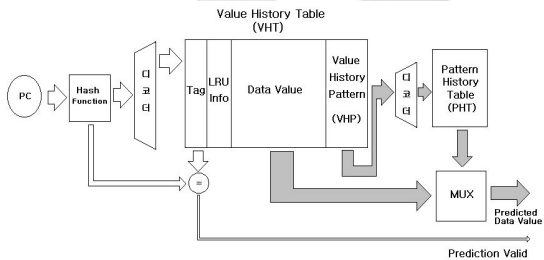 Value History Table
(VHT)
PC
Hash
Function
디
코
더
Tag
LRU
Info
Data Value
Value
History
Pattern
(VHP)
디
코
더
Pattern
History
Table
(PHT)
=
MUX
Predicted
Data Value
Prediction Valid